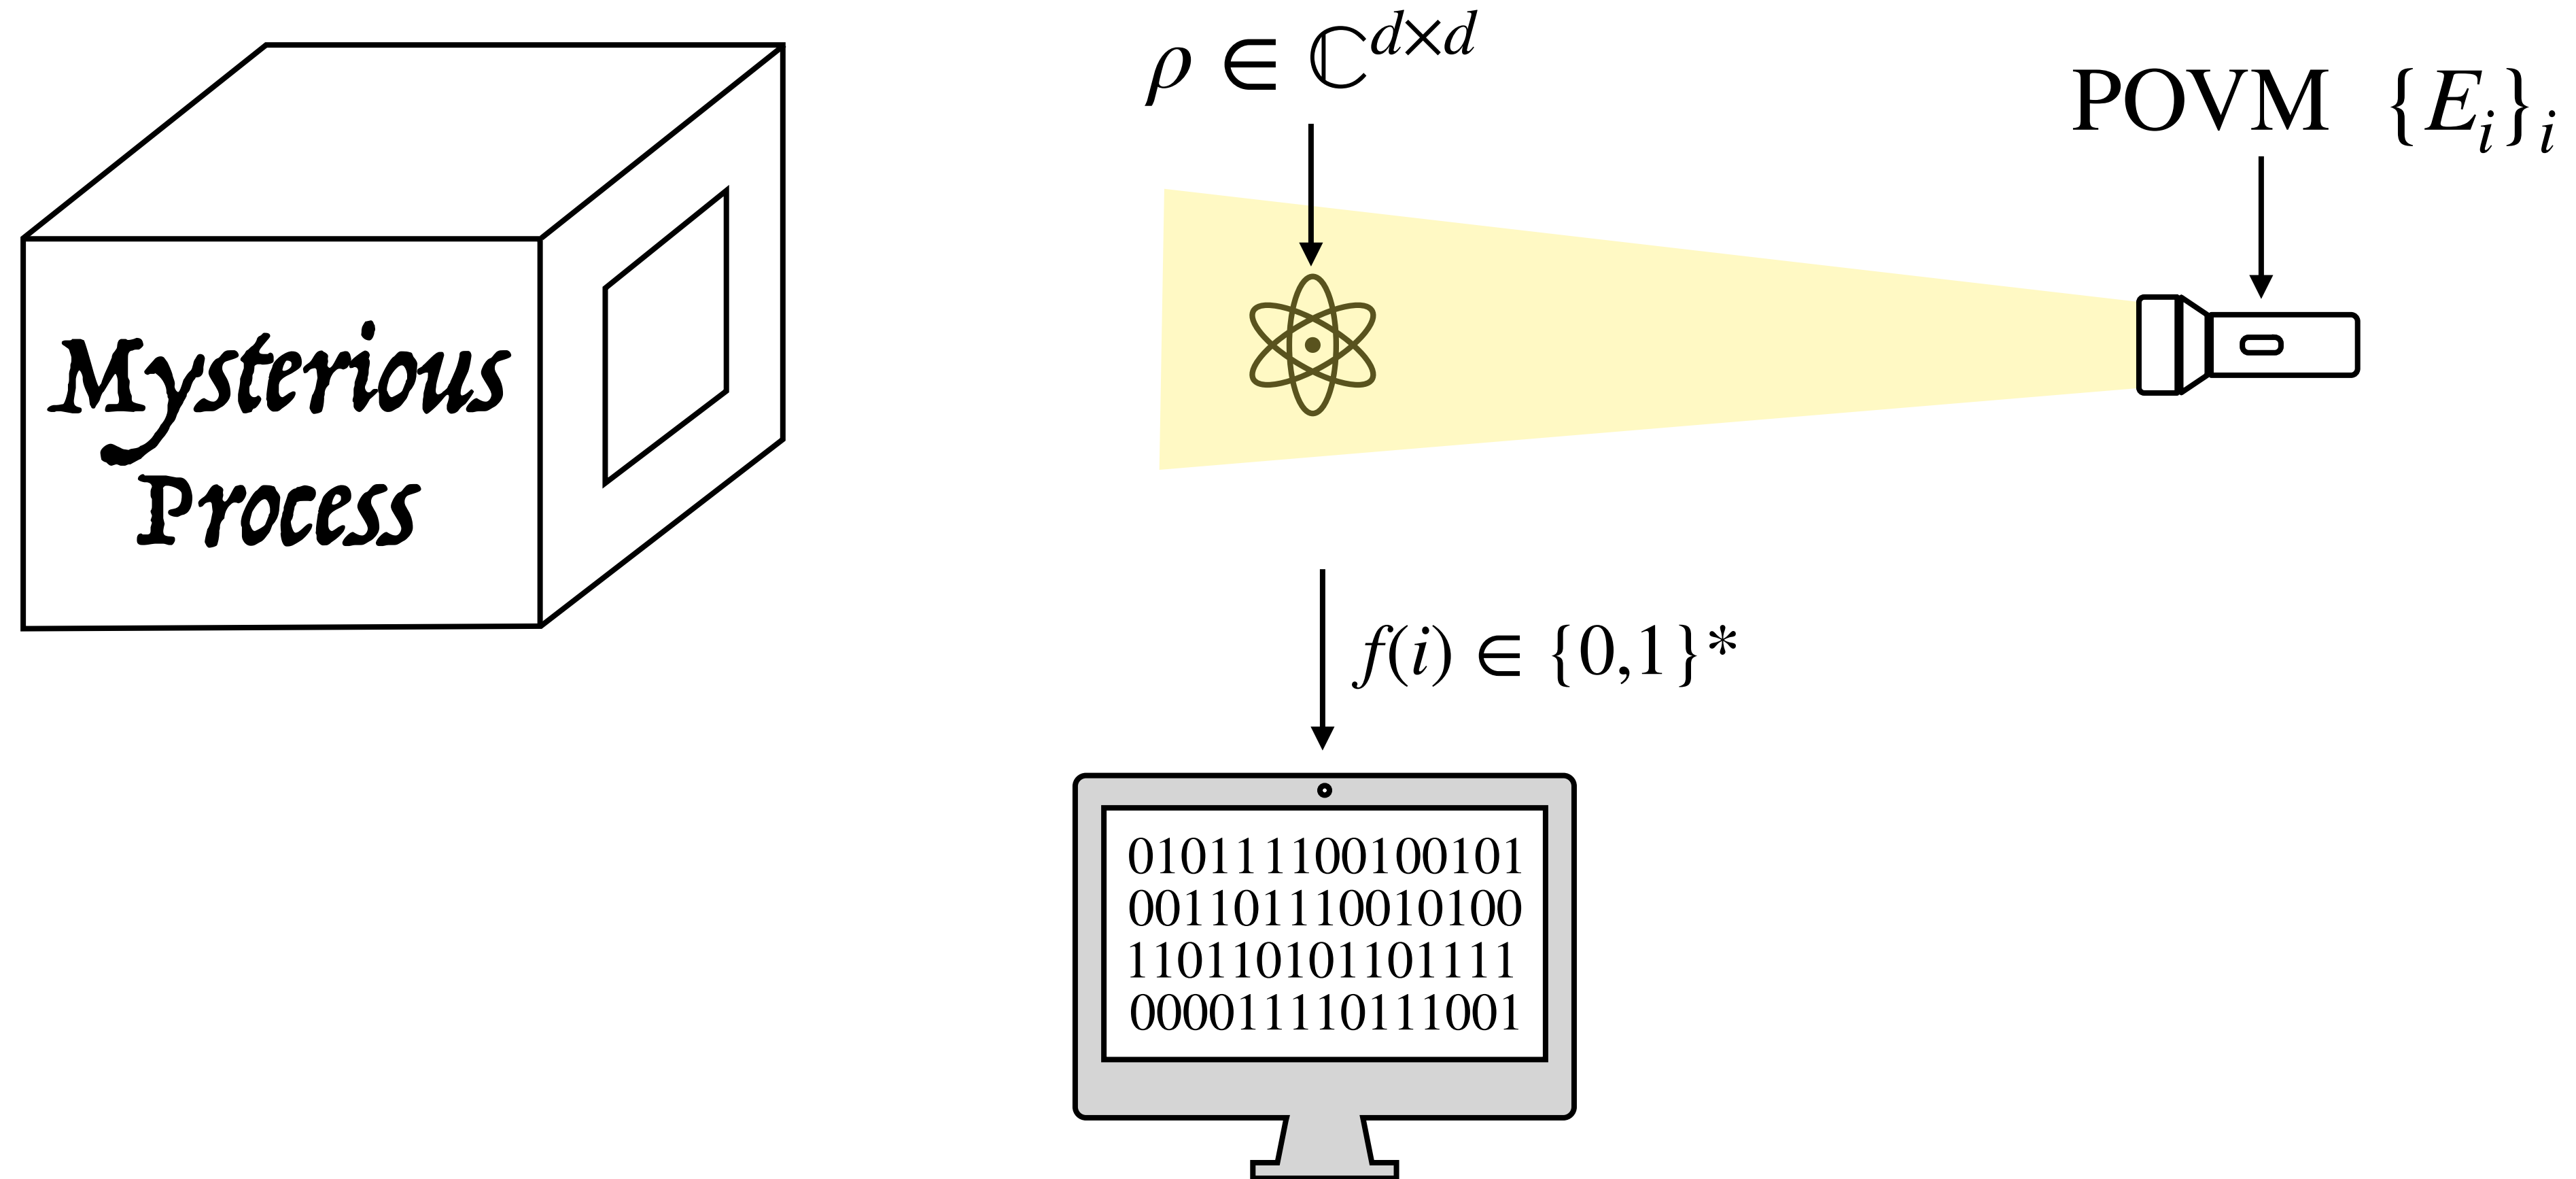 Mysterious
Process
ρ ∈ ℂ^{d×d}
POVM {E_i}_i
f(i) ∈ {0,1}*
010111100100101
001101110010100
110110101101111
000011110111001